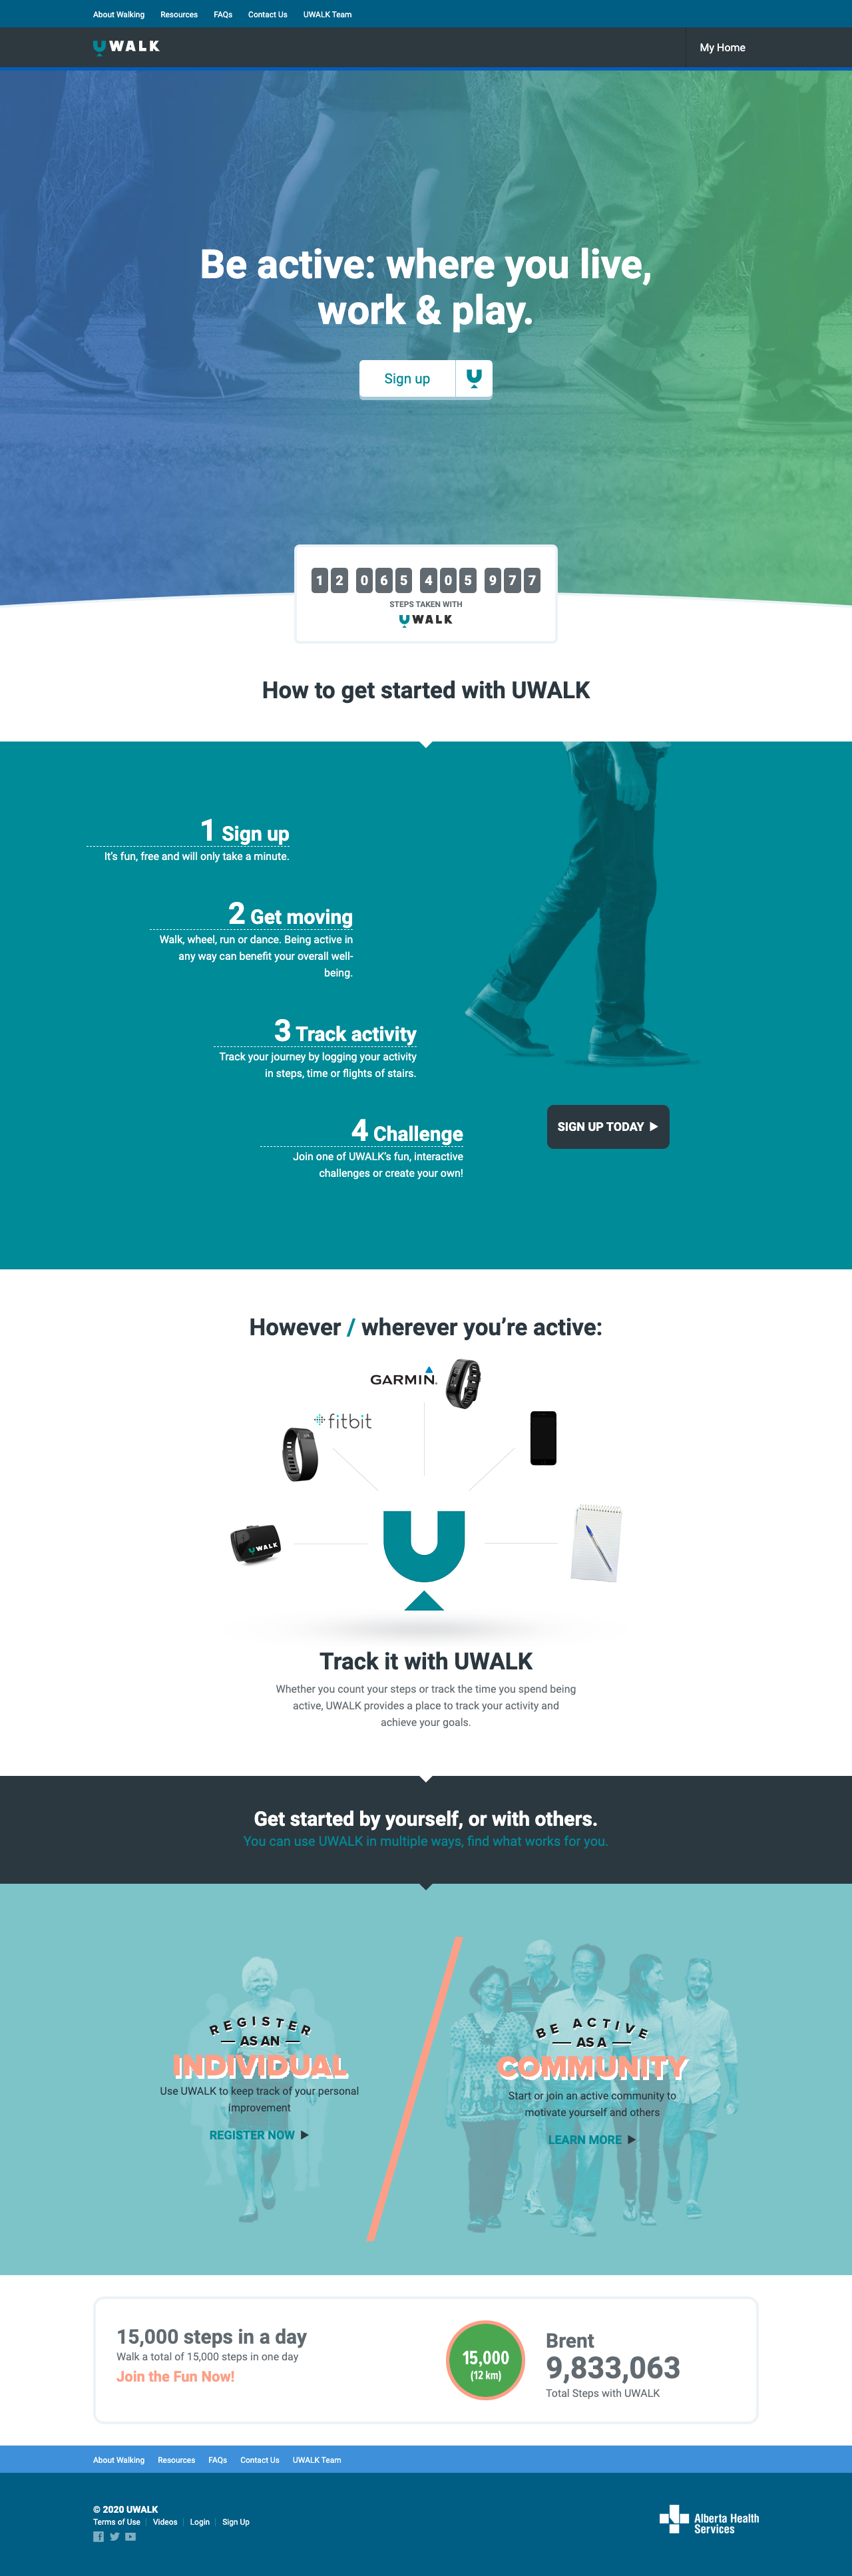 About Walking Resources FAQs Contact Us UWALK Team
UWALK My Home
Be active: where you live,
work & play.
Sign up
12 065 405 977
STEPS TAKEN WITH
UWALK
How to get started with UWALK
1 Sign up
It's fun, free and will only take a minute.
2 Get moving
Walk, wheel, run or dance. Being active in
any way can benefit your overall well-
being.
3 Track activity
Track your journey by logging your activity
in steps, time or flights of stairs.
4 Challenge
Join one of UWALK's fun, interactive
challenges or create your own!
SIGN UP TODAY
However / wherever you’re active:
GARMIN
fitbit
UWALK
Track it with UWALK
Whether you count your steps or track the time you spend being
active, UWALK provides a place to track your activity and
achieve your goals.
Get started by yourself, or with others.
You can use UWALK in multiple ways, find what works for you.
REGISTER
AS AN
INDIVIDUAL
Use UWALK to keep track of your personal
improvement
REGISTER NOW
BE ACTIVE
AS A
COMMUNITY
Start or join an active community to
motivate yourself and others
LEARN MORE
15,000 steps in a day
Walk a total of 15,000 steps in one day
Join the Fun Now!
15,000
(12 km)
Brent
9,833,063
Total Steps with UWALK
About Walking Resources FAQs Contact Us UWALK Team
© 2020 UWALK
Terms of Use | Videos | Login | Sign Up
Alberta Health
Services